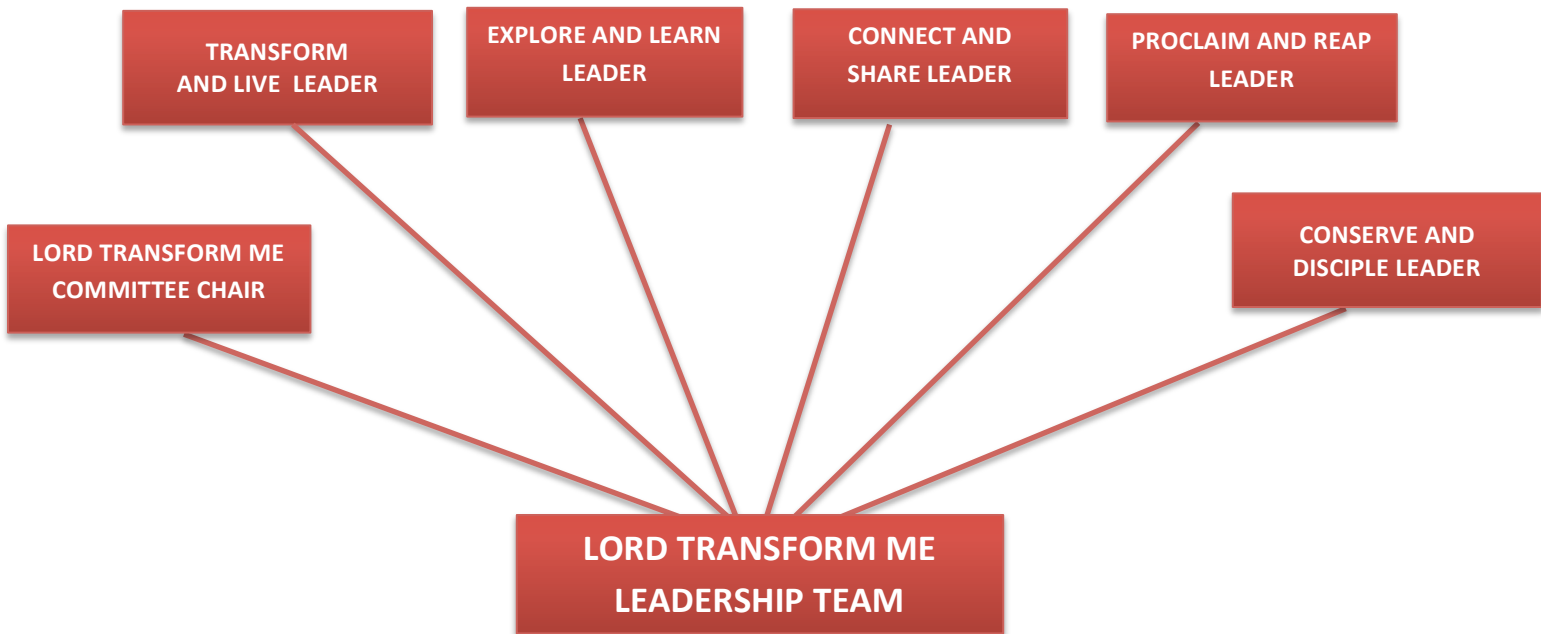 TRANSFORM
AND LIVE LEADER
EXPLORE AND LEARN
LEADER
CONNECT AND
SHARE LEADER
PROCLAIM AND REAP
LEADER
LORD TRANSFORM ME
COMMITTEE CHAIR
CONSERVE AND
DISCIPLE LEADER
LORD TRANSFORM ME
LEADERSHIP TEAM